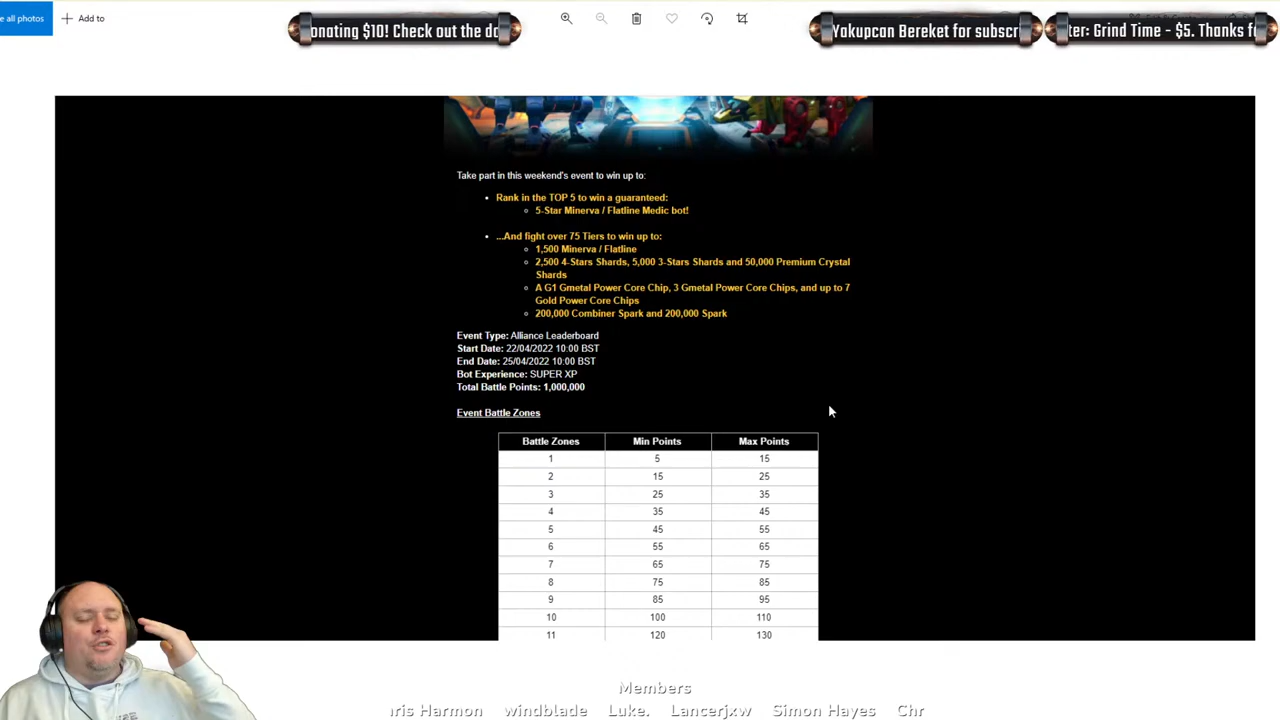 e all photos
Add to
onating $10! Check out the do
Yakupcan Bereket for subscr
ter: Grind Time - $5. Thanks f
Take part in this weekend's event to win up to:
• Rank in the TOP 5 to win a guaranteed:
5-Star Minerva / Flatline Medic bot!
• ...And fight over 75 Tiers to win up to:
1,500 Minerva / Flatline
2,500 4-Stars Shards, 5,000 3-Stars Shards and 50,000 Premium Crystal
Shards
A G1 Gmetal Power Core Chip, 3 Gmetal Power Core Chips, and up to 7
Gold Power Core Chips
200,000 Combiner Spark and 200,000 Spark
Event Type: Alliance Leaderboard
Start Date: 22/04/2022 10:00 BST
End Date: 25/04/2022 10:00 BST
Bot Experience: SUPER XP
Total Battle Points: 1,000,000
Event Battle Zones
Battle Zones Min Points Max Points
1 5 15
2 15 25
3 25 35
4 35 45
5 45 55
6 55 65
7 65 75
8 75 85
9 85 95
10 100 110
11 120 130
Members
ris Harmon windblade Luke. Lancerjxw Simon Hayes Chr